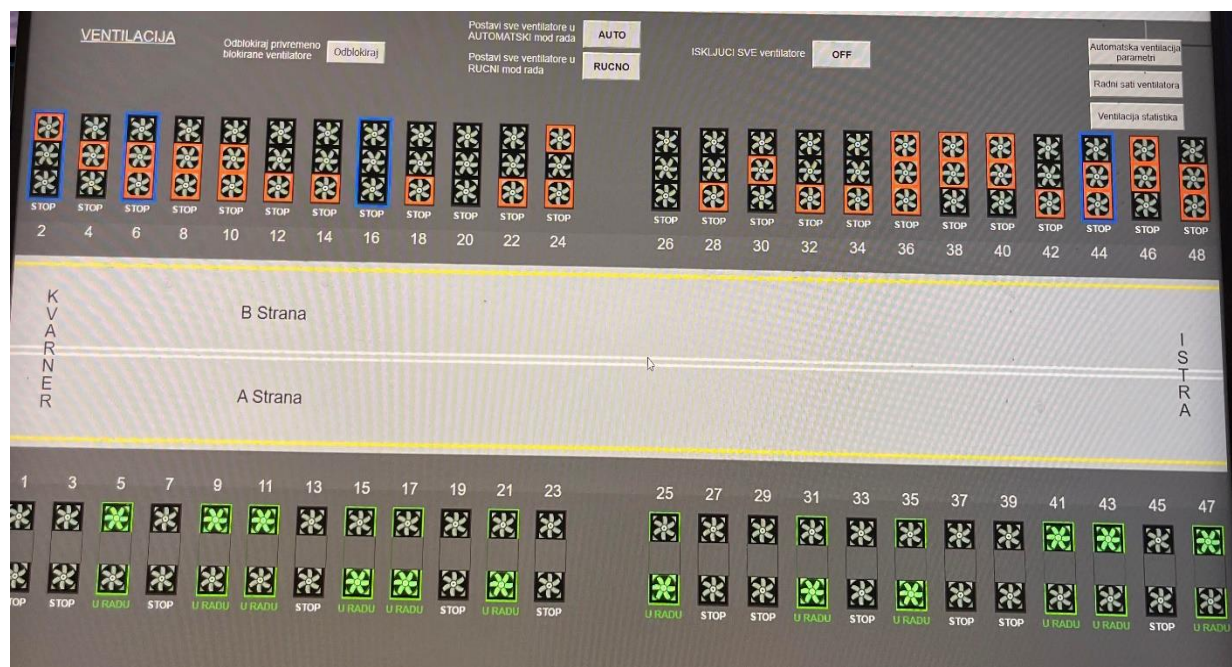 VENTILACIJA
Odblokiraj privremeno
blokirane ventilatore
Odblokiraj
Postavi sve ventilatore u
AUTOMATSKI mod rada
AUTO
Postavi sve ventilatore u
RUCNI mod rada
RUCNO
ISKLJUCI SVE ventilatore
OFF
Automatska ventilacija
parametri
Radni sati ventilatora
Ventilacija statistika
STOP STOP STOP STOP STOP STOP STOP STOP STOP STOP STOP STOP STOP STOP STOP STOP STOP STOP STOP STOP STOP STOP STOP STOP
2 4 6 8 10 12 14 16 18 20 22 24 26 28 30 32 34 36 38 40 42 44 46 48
KVARNER
B Strana
A Strana
ISTRA
1 3 5 7 9 11 13 15 17 19 21 23 25 27 29 31 33 35 37 39 41 43 45 47
TOP STOP U RADU STOP U RADU U RADU STOP U RADU U RADU STOP U RADU STOP U RADU STOP STOP U RADU STOP U RADU STOP STOP U RADU U RADU STOP U RADU